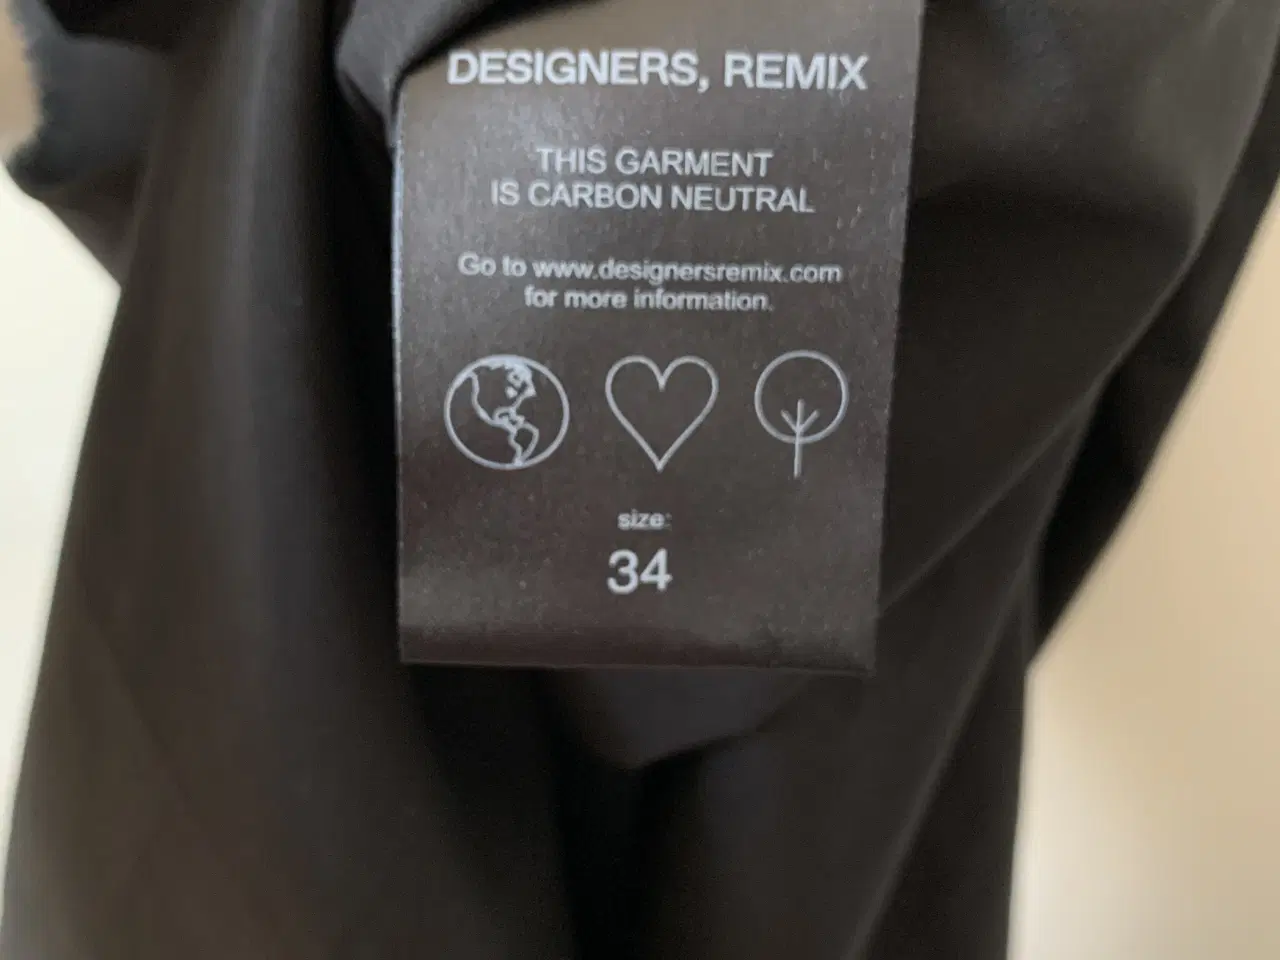 DESIGNERS, REMIX
THIS GARMENT
IS CARBON NEUTRAL
Go to www.designersremix.com
for more information.
size:
34